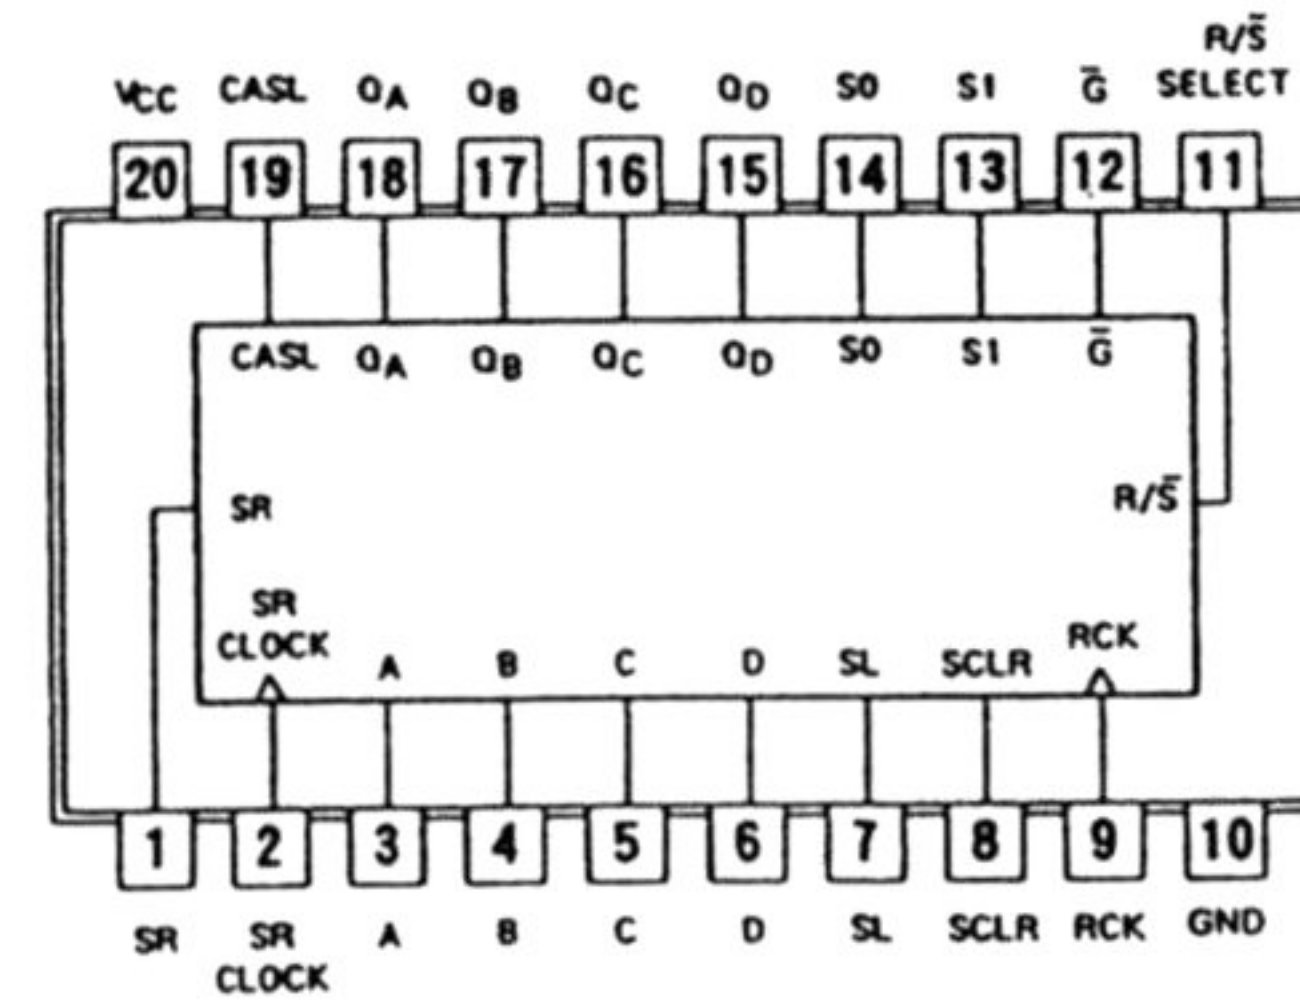 R/S̄
VCC CASL QA QB QC QD S0 S1 Ḡ SELECT
20 19 18 17 16 15 14 13 12 11
CASL QA QB QC QD S0 S1 Ḡ
SR R/S̄
SR
CLOCK A B C D SL SCLR RCK
1 2 3 4 5 6 7 8 9 10
SR SR A B C D SL SCLR RCK GND
CLOCK